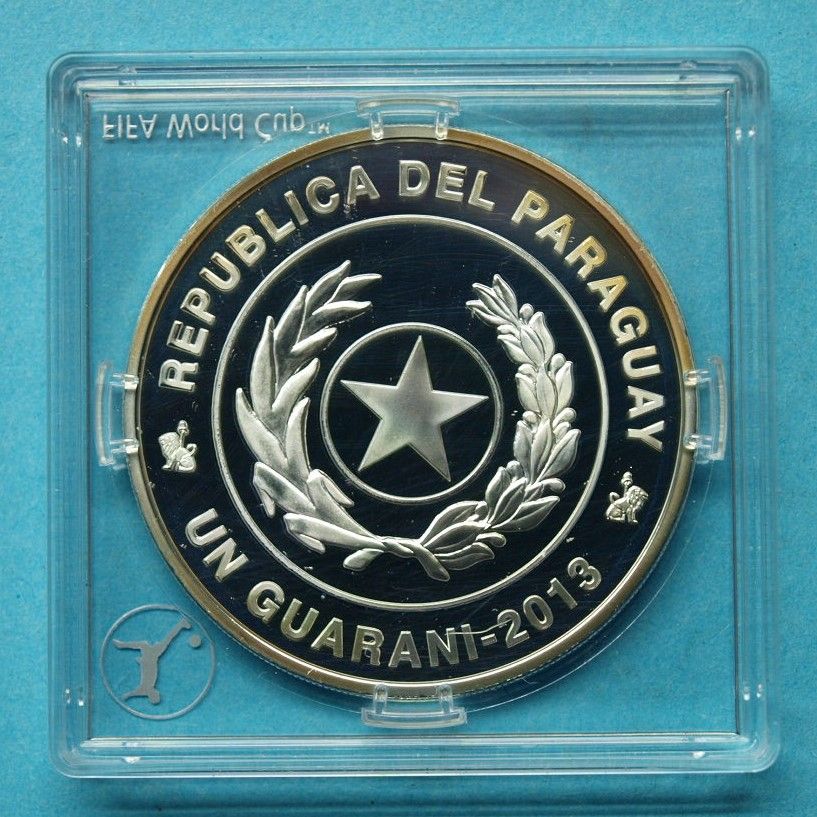 FIFA World Cup™
REPUBLICA DEL PARAGUAY
UN GUARANI-2013